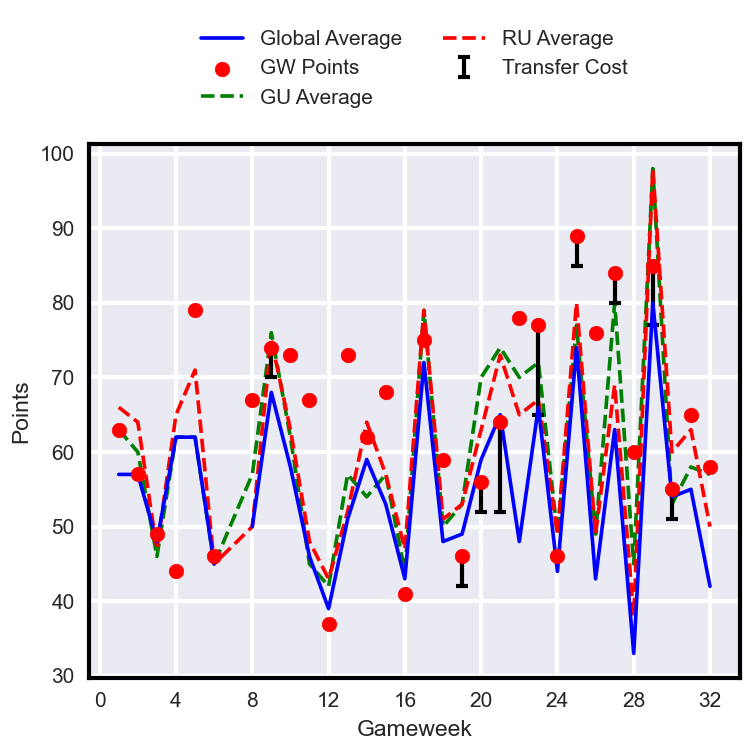 Global Average
GW Points
GU Average
RU Average
Transfer Cost
100
90
80
70
60
50
40
30
Points
0 4 8 12 16 20 24 28 32
Gameweek